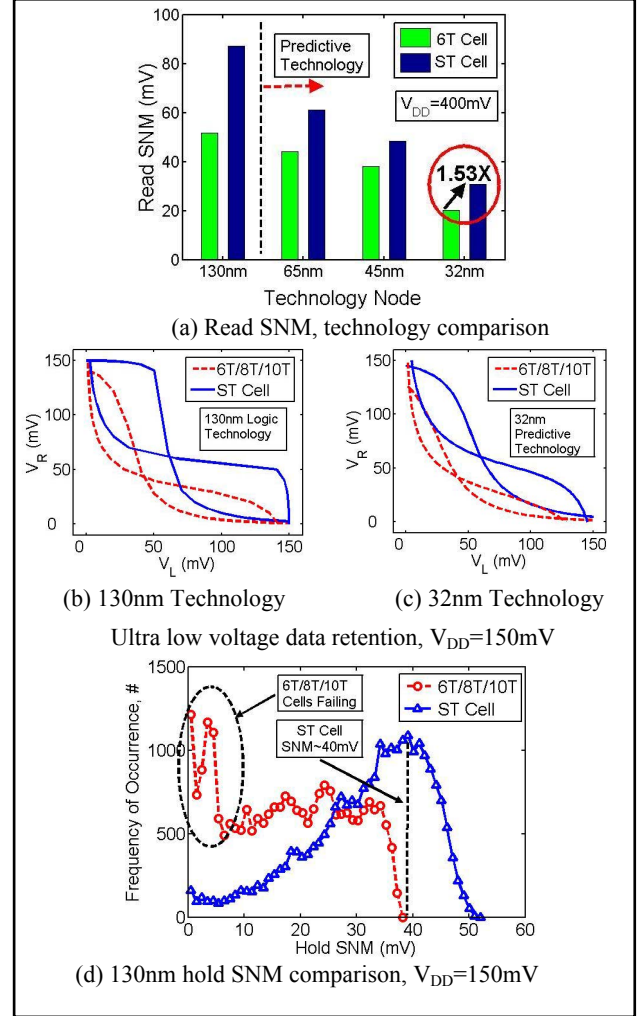 100
80
60
40
20
0
Read SNM (mV)
Predictive
Technology
6T Cell
ST Cell
V_DD=400mV
1.53X
130nm 65nm 45nm 32nm
Technology Node
(a) Read SNM, technology comparison
150
100
50
0
V_R (mV)
6T/8T/10T
ST Cell
130nm Logic
Technology
0 50 100 150
V_L (mV)
150
100
50
0
V_R (mV)
6T/8T/10T
ST Cell
32nm
Predictive
Technology
0 50 100 150
V_L (mV)
(b) 130nm Technology
(c) 32nm Technology
Ultra low voltage data retention, V_DD=150mV
1500
1000
500
0
Frequency of Occurrence, #
6T/8T/10T
Cells Failing
ST Cell
SNM~40mV
6T/8T/10T
ST Cell
0 10 20 30 40 50 60
Hold SNM (mV)
(d) 130nm hold SNM comparison, V_DD=150mV